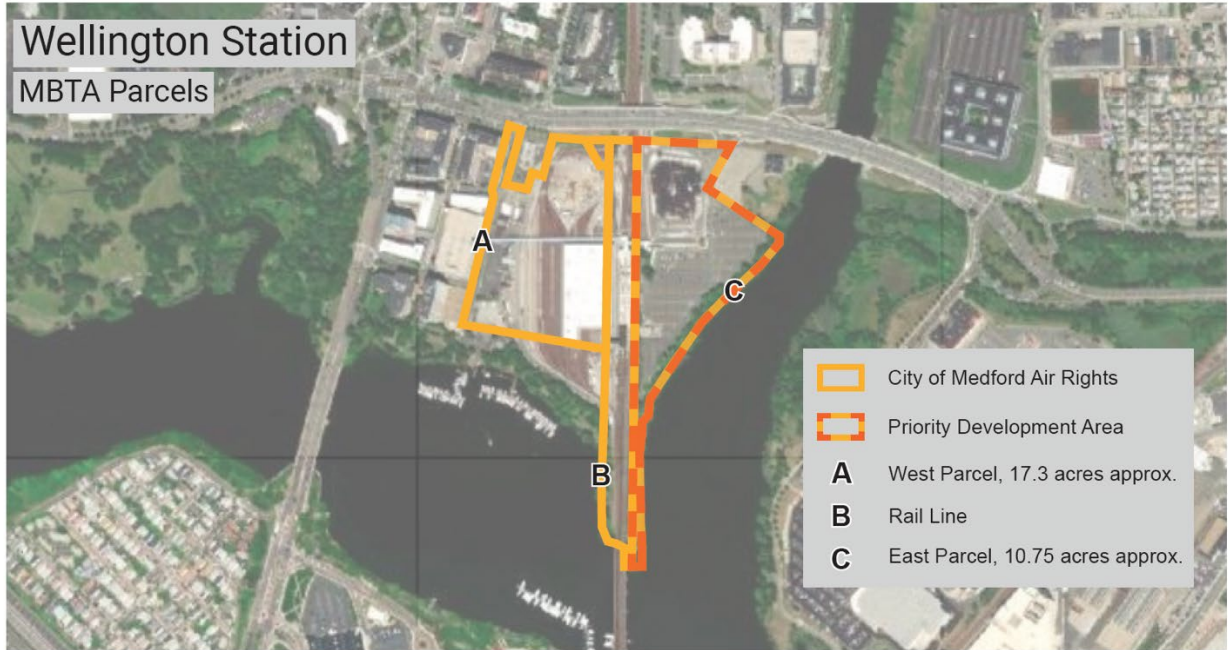 Wellington Station
MBTA Parcels
A
C
B
City of Medford Air Rights
Priority Development Area
A West Parcel, 17.3 acres approx.
B Rail Line
C East Parcel, 10.75 acres approx.